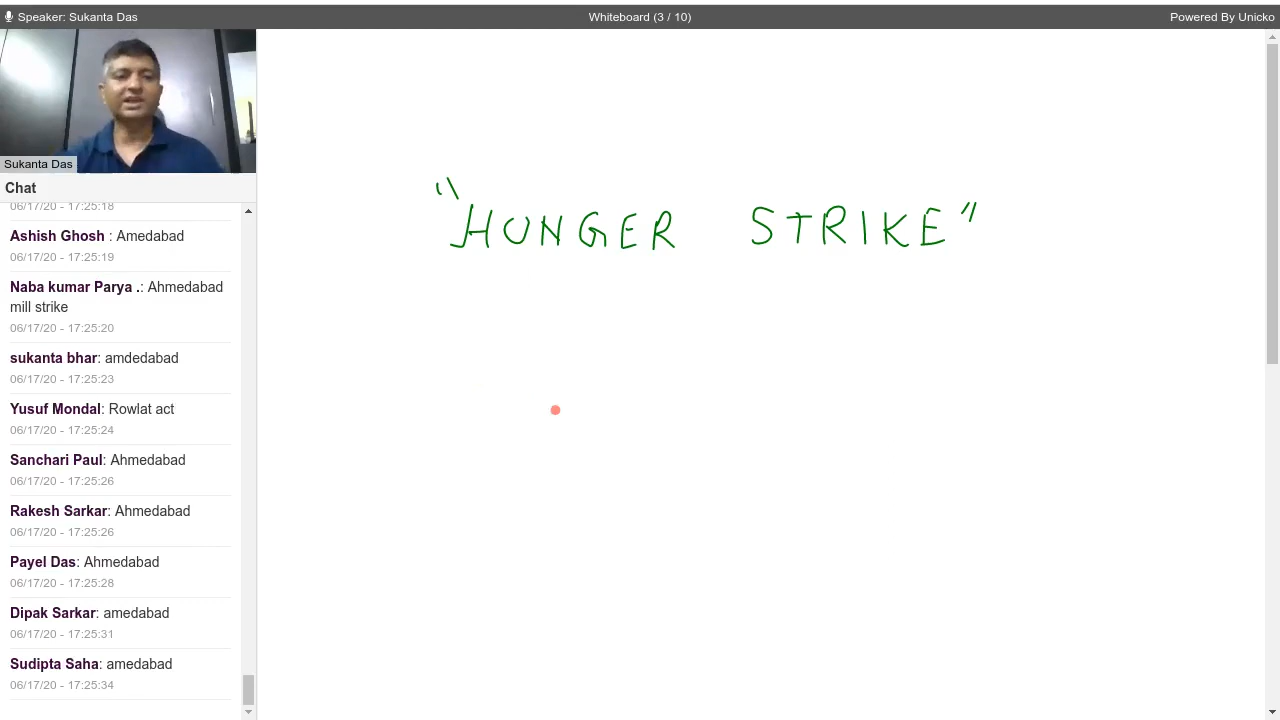 Speaker: Sukanta Das
Whiteboard (3 / 10)
Powered By Unicko
Sukanta Das
Chat
06/17/20 - 17:25:18
Ashish Ghosh : Amedabad
06/17/20 - 17:25:19
Naba kumar Parya .: Ahmedabad
mill strike
06/17/20 - 17:25:20
sukanta bhar: amdedabad
06/17/20 - 17:25:23
Yusuf Mondal: Rowlat act
06/17/20 - 17:25:24
Sanchari Paul: Ahmedabad
06/17/20 - 17:25:26
Rakesh Sarkar: Ahmedabad
06/17/20 - 17:25:26
Payel Das: Ahmedabad
06/17/20 - 17:25:28
Dipak Sarkar: amedabad
06/17/20 - 17:25:31
Sudipta Saha: amedabad
06/17/20 - 17:25:34
"HUNGER STRIKE"